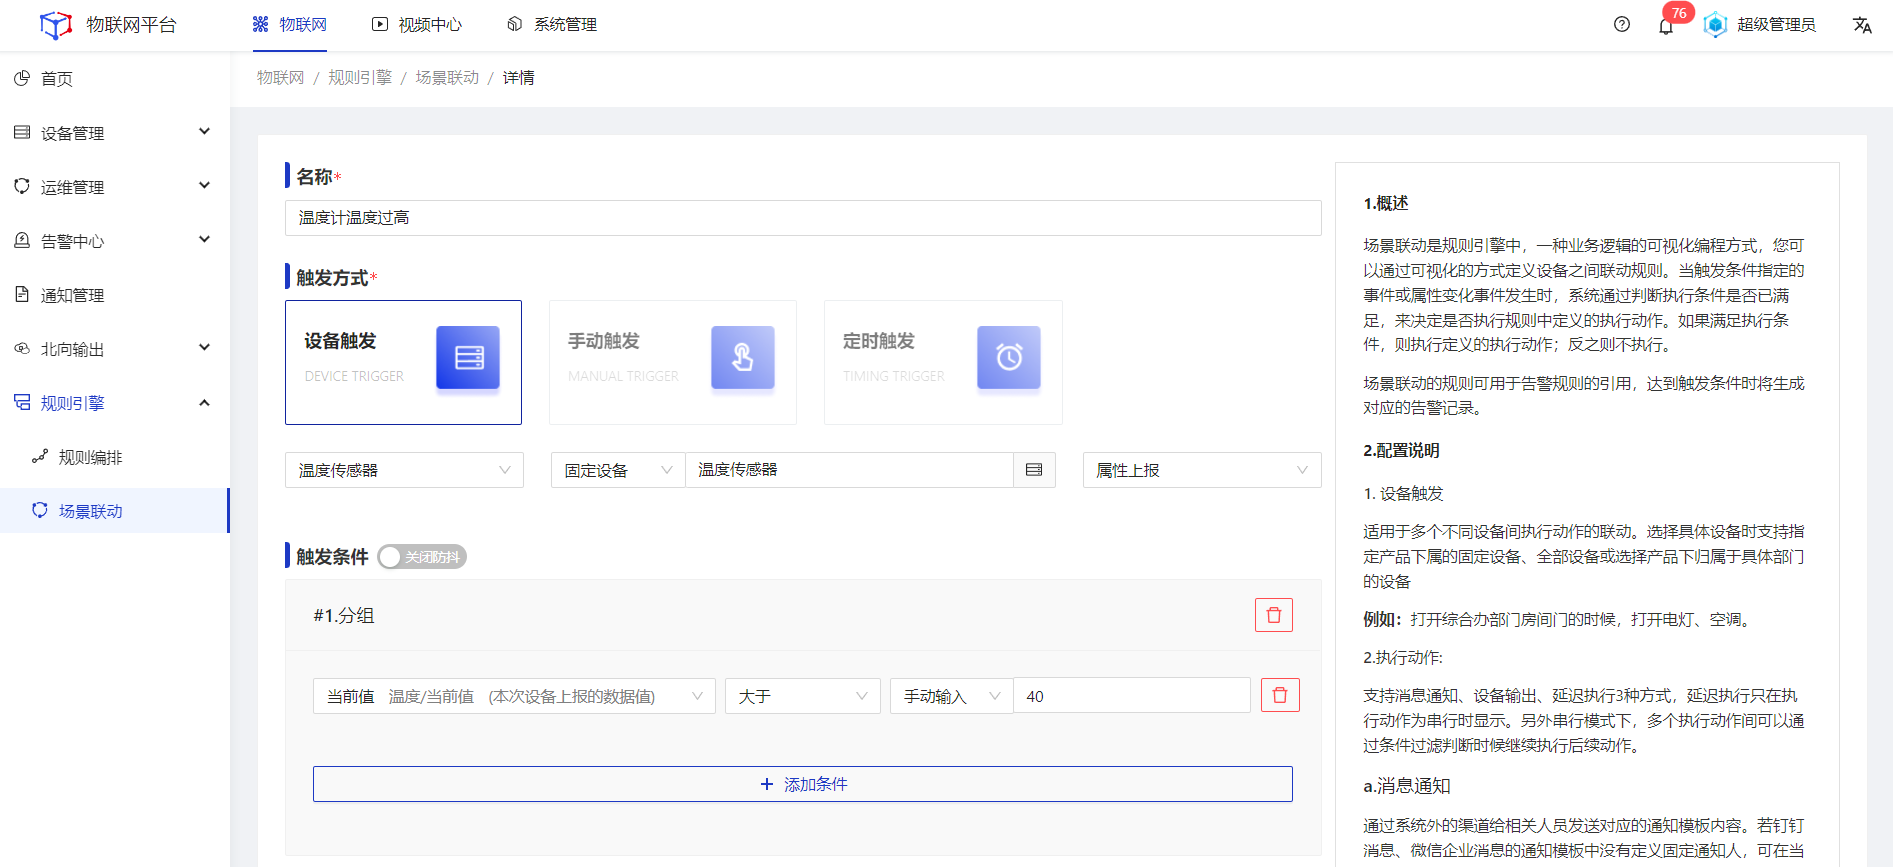 物联网平台
物联网
视频中心
系统管理
76
超级管理员
首页
设备管理
运维管理
告警中心
通知管理
北向输出
规则引擎
规则编排
场景联动
物联网 / 规则引擎 / 场景联动 / 详情
名称*
温度计温度过高
触发方式*
设备触发
DEVICE TRIGGER
手动触发
MANUAL TRIGGER
定时触发
TIMING TRIGGER
温度传感器
固定设备
温度传感器
属性上报
触发条件
关闭防抖
#1.分组
当前值 温度/当前值 (本次设备上报的数据值)
大于
手动输入
40
+ 添加条件
1.概述
场景联动是规则引擎中，一种业务逻辑的可视化编程方式，您可
以通过可视化的方式定义设备之间联动规则。当触发条件指定的
事件或属性变化事件发生时，系统通过判断执行条件是否已满
足，来决定是否执行规则中定义的执行动作。如果满足执行条
件，则执行定义的执行动作；反之则不执行。
场景联动的规则可用于告警规则的引用，达到触发条件时将生成
对应的告警记录。
2.配置说明
1. 设备触发
适用于多个不同设备间执行动作的联动。选择具体设备时支持指
定产品下属的固定设备、全部设备或选择产品下归属于具体部门
的设备
例如：打开综合办部门房间门的时候，打开电灯、空调。
2.执行动作:
支持消息通知、设备输出、延迟执行3种方式，延迟执行只在执
行动作为串行时显示。另外串行模式下，多个执行动作间可以通
过条件过滤判断时候继续执行后续动作。
a.消息通知
通过系统外的渠道给相关人员发送对应的通知模板内容。若钉钉
消息、微信企业消息的通知模板中没有定义固定通知人，可在当